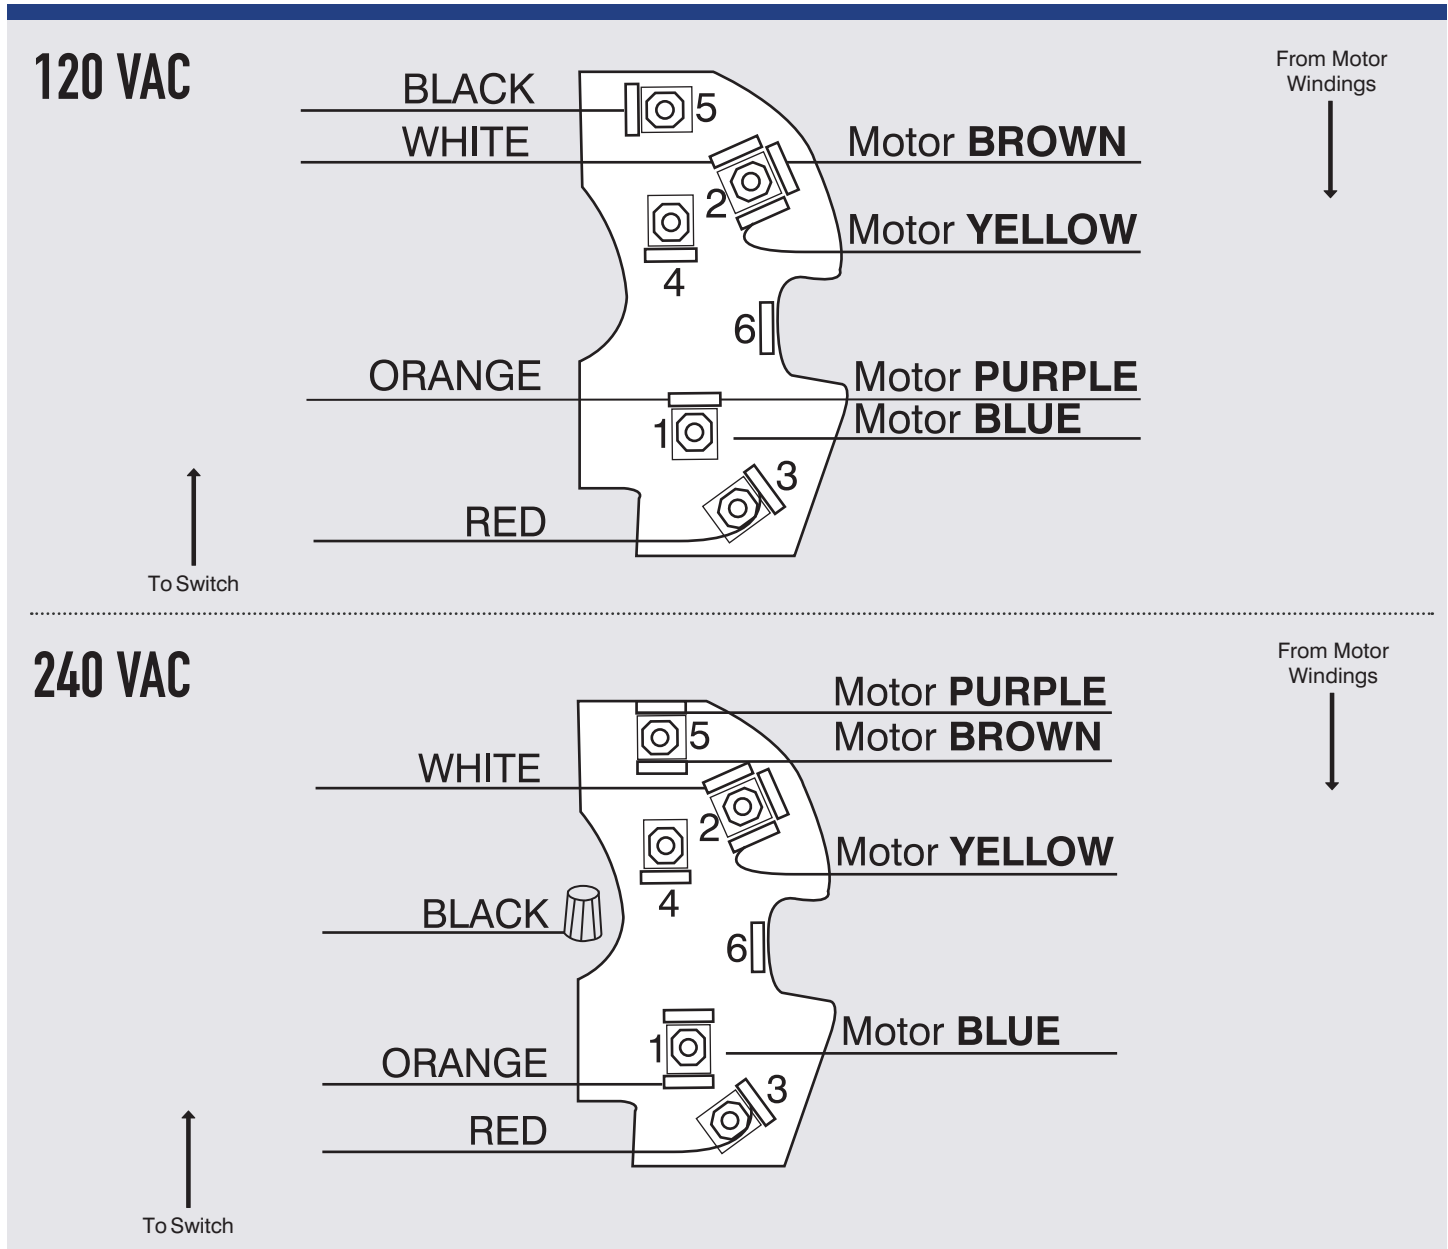 120 VAC
From Motor
Windings
BLACK
5
WHITE
Motor BROWN
2
Motor YELLOW
4
6
ORANGE
Motor PURPLE
1
Motor BLUE
3
RED
To Switch
240 VAC
From Motor
Windings
Motor PURPLE
5
Motor BROWN
WHITE
2
Motor YELLOW
4
BLACK
6
1
Motor BLUE
ORANGE
3
RED
To Switch